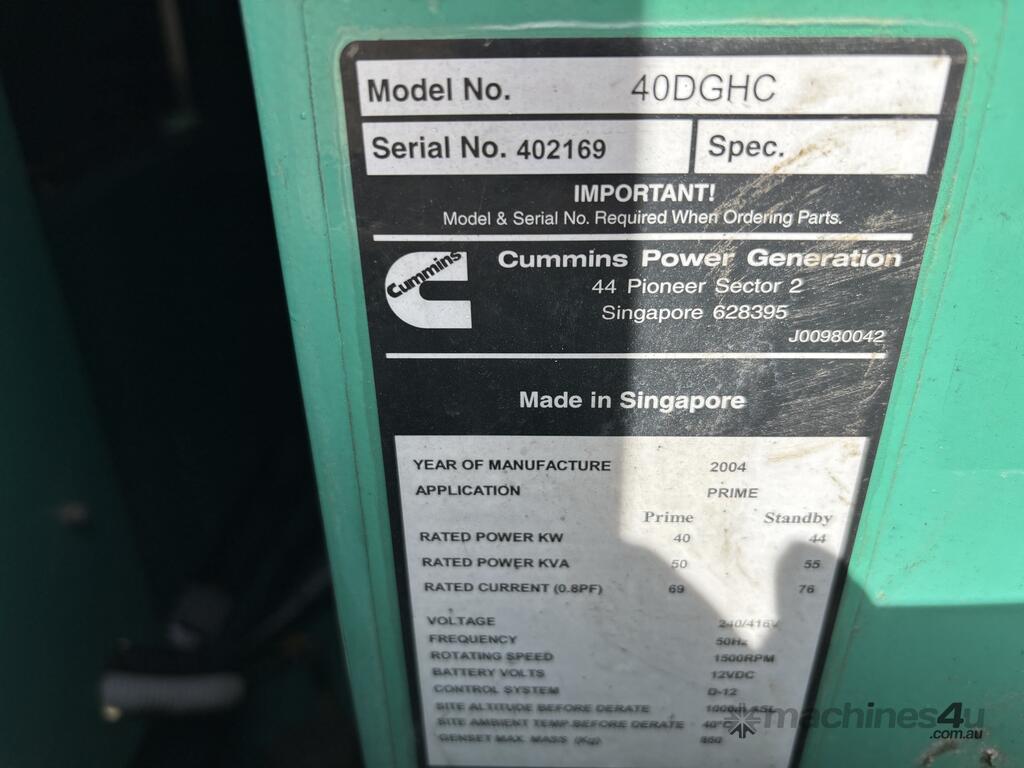 Model No. 40DGHC
Serial No. 402169 Spec.
IMPORTANT!
Model & Serial No. Required When Ordering Parts.
Cummins
Cummins Power Generation
44 Pioneer Sector 2
Singapore 628395
J00980042
Made in Singapore
YEAR OF MANUFACTURE 2004
APPLICATION PRIME
Prime Standby
RATED POWER KW 40 44
RATED POWER KVA 50 55
RATED CURRENT (0.8PF) 69 76
VOLTAGE 240/416V
FREQUENCY 50Hz
ROTATING SPEED 1500RPM
BATTERY VOLTS 12VDC
CONTROL SYSTEM D-12
SITE ALTITUDE BEFORE DERATE 1000M ASL
SITE AMBIENT TEMP BEFORE DERATE
GENSET MAX. MASS (Kg)
machines4u